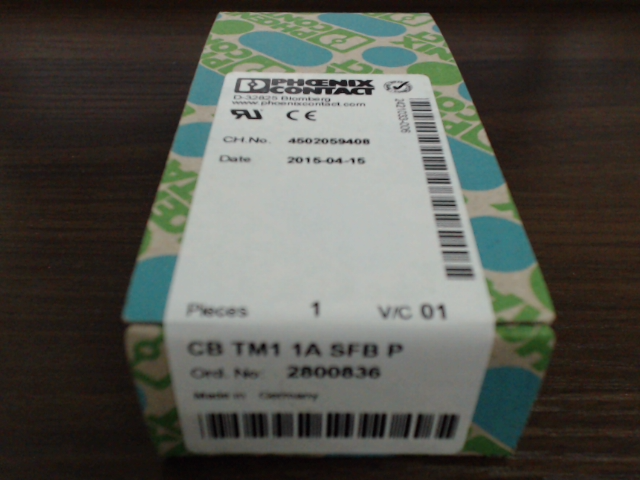 PHOENIX
CONTACT
D-32825 Blomberg
www.phoenixcontact.com
CH.No. 4502059408
Date 2015-04-15
Pieces 1 V/C 01
CB TM1 1A SFB P
Ord. No: 2800836
Made in Germany